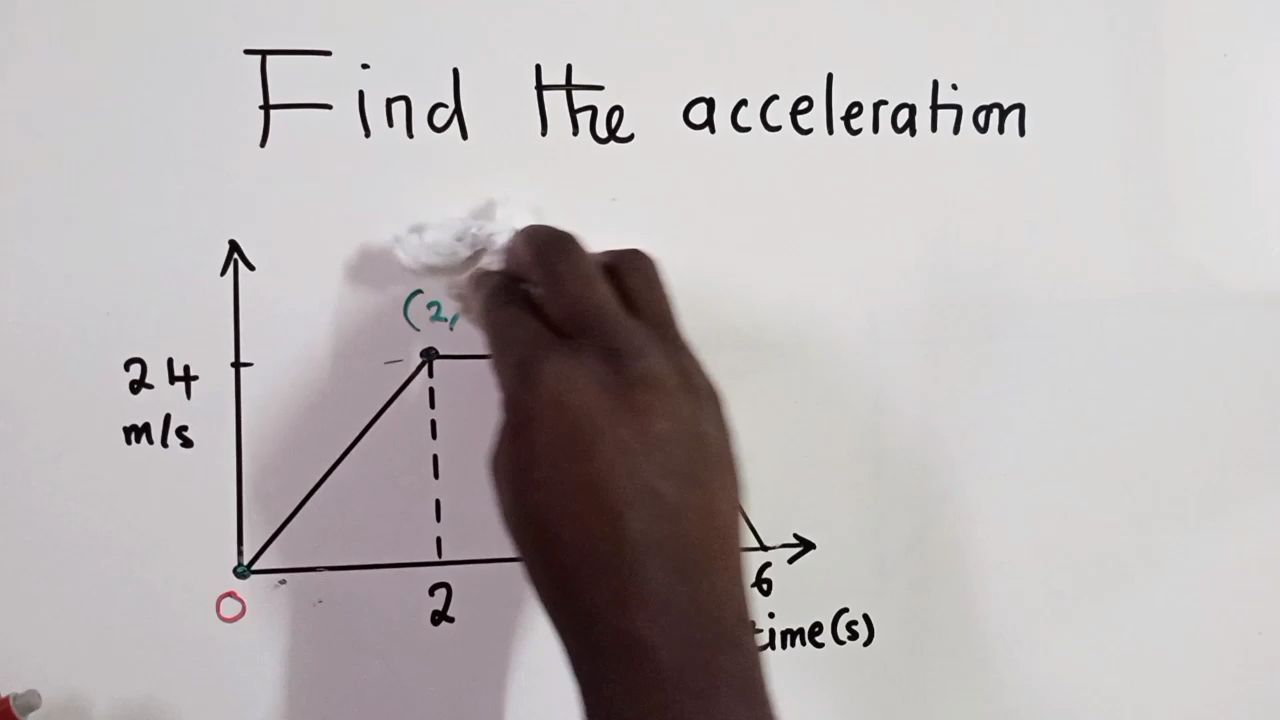 Find the acceleration
(2,
24
m/s
0
2
6
time(s)